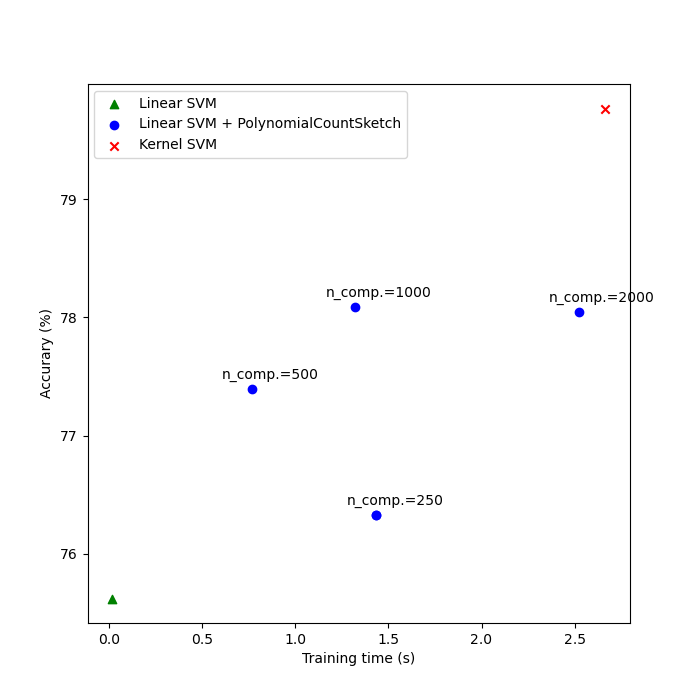 Linear SVM
Linear SVM + PolynomialCountSketch
Kernel SVM
79
78
77
76
n_comp.=1000
n_comp.=2000
n_comp.=500
n_comp.=250
Accurary (%)
0.0 0.5 1.0 1.5 2.0 2.5
Training time (s)